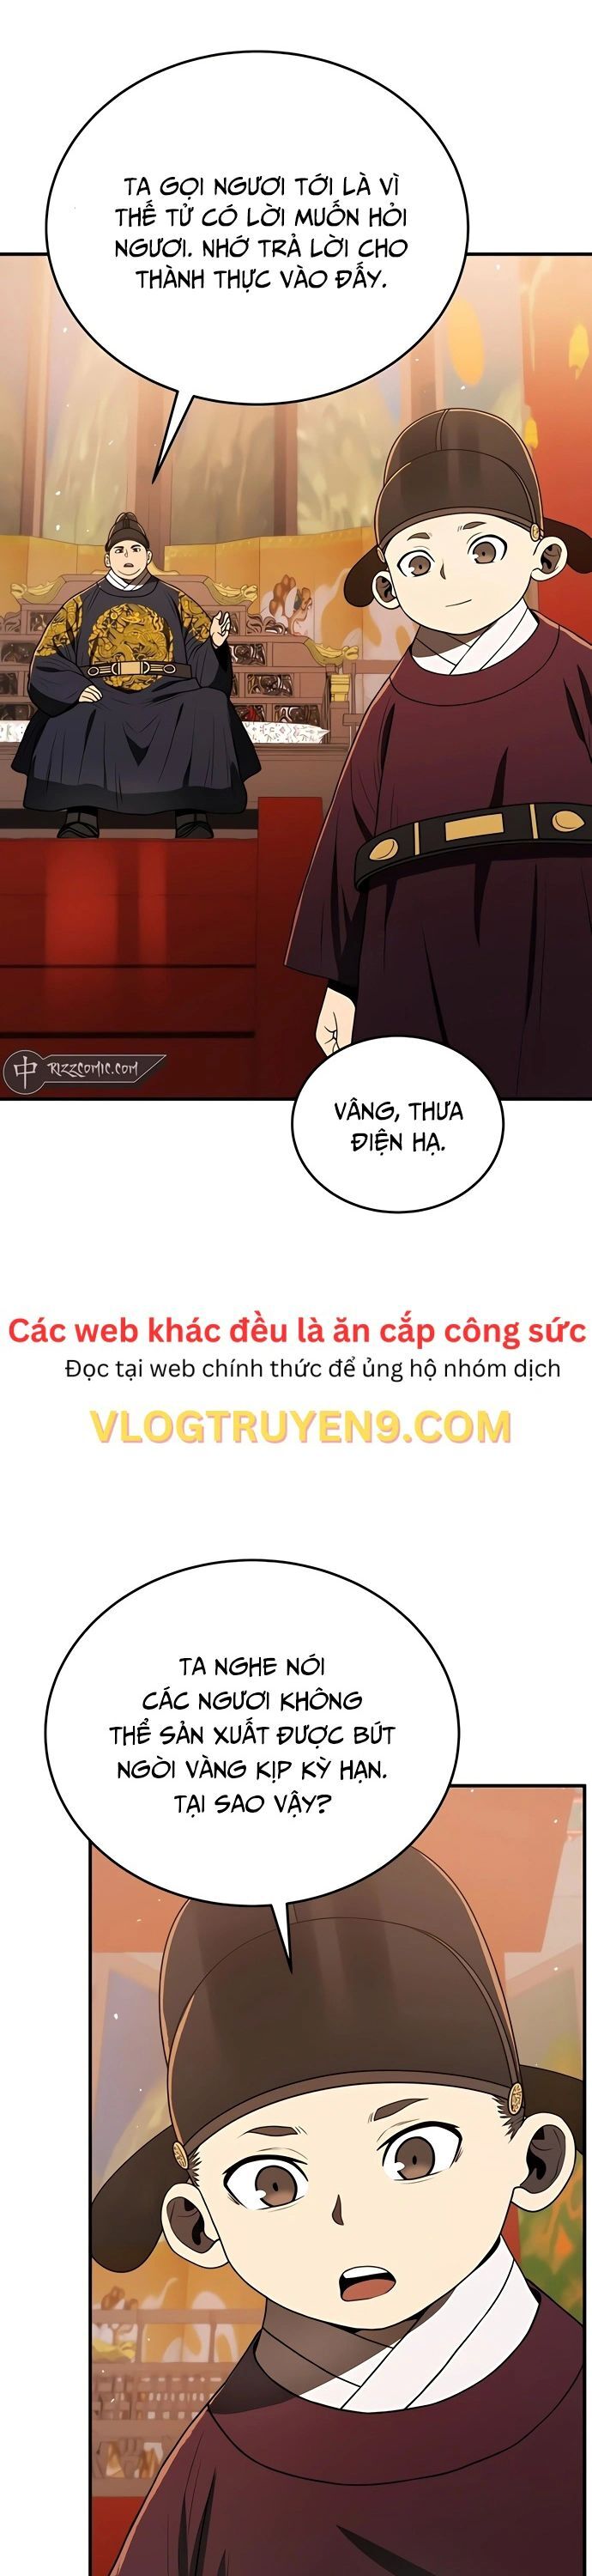 TA GỌI NGƯƠI TỚI LÀ VÌ
THẾ TỬ CÓ LỜI MUỐN HỎI
NGƯƠI. NHỚ TRẢ LỜI CHO
THÀNH THỰC VÀO ĐẤY.
中 RIZZCOMIC.COM
VÂNG, THƯA
ĐIỆN HẠ.
Các web khác đều là ăn cắp công sức
Đọc tại web chính thức để ủng hộ nhóm dịch
VLOGTRUYEN9.COM
TA NGHE NÓI
CÁC NGƯƠI KHÔNG
THỂ SẢN XUẤT ĐƯỢC BÚT
NGÒI VÀNG KỊP KỲ HẠN.
TẠI SAO VẬY?